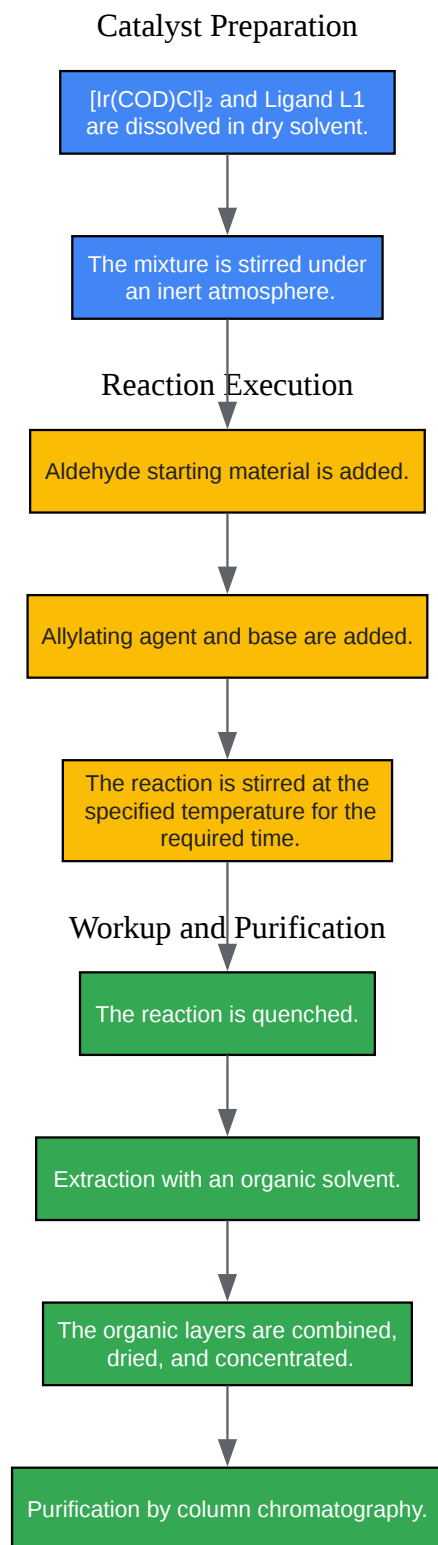 Catalyst Preparation
[Ir(COD)Cl]₂ and Ligand L1
are dissolved in dry solvent.
The mixture is stirred under
an inert atmosphere.
Reaction Execution
Aldehyde starting material is added.
Allylating agent and base are added.
The reaction is stirred at the
specified temperature for the
required time.
Workup and Purification
The reaction is quenched.
Extraction with an organic solvent.
The organic layers are combined,
dried, and concentrated.
Purification by column chromatography.